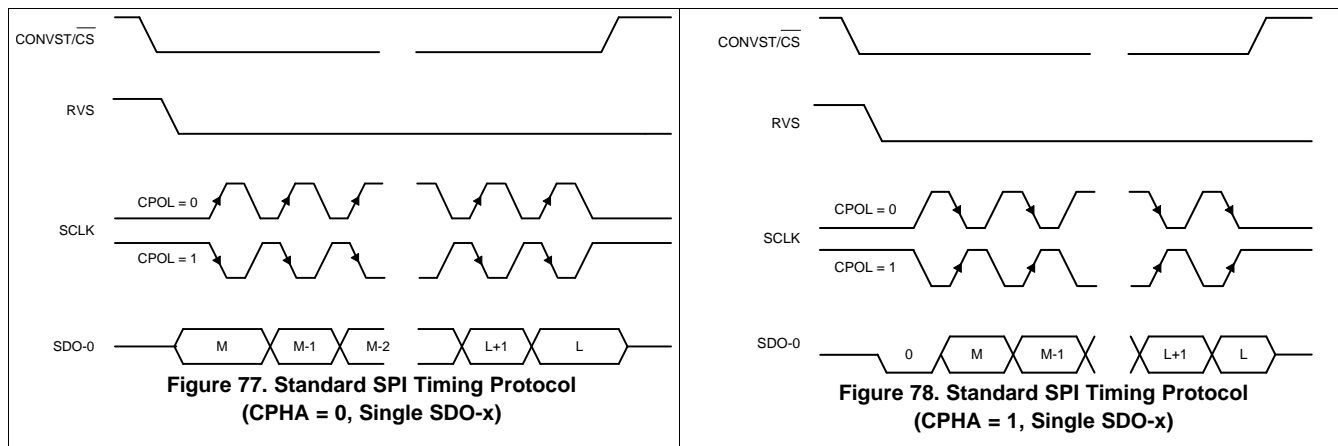 CONVST/CS
RVS
CPOL = 0
SCLK
CPOL = 1
SDO-0
M
M-1
M-2
L+1
L
Figure 77. Standard SPI Timing Protocol
(CPHA = 0, Single SDO-x)
CONVST/CS
RVS
CPOL = 0
SCLK
CPOL = 1
SDO-0
0
M
M-1
L+1
L
Figure 78. Standard SPI Timing Protocol
(CPHA = 1, Single SDO-x)